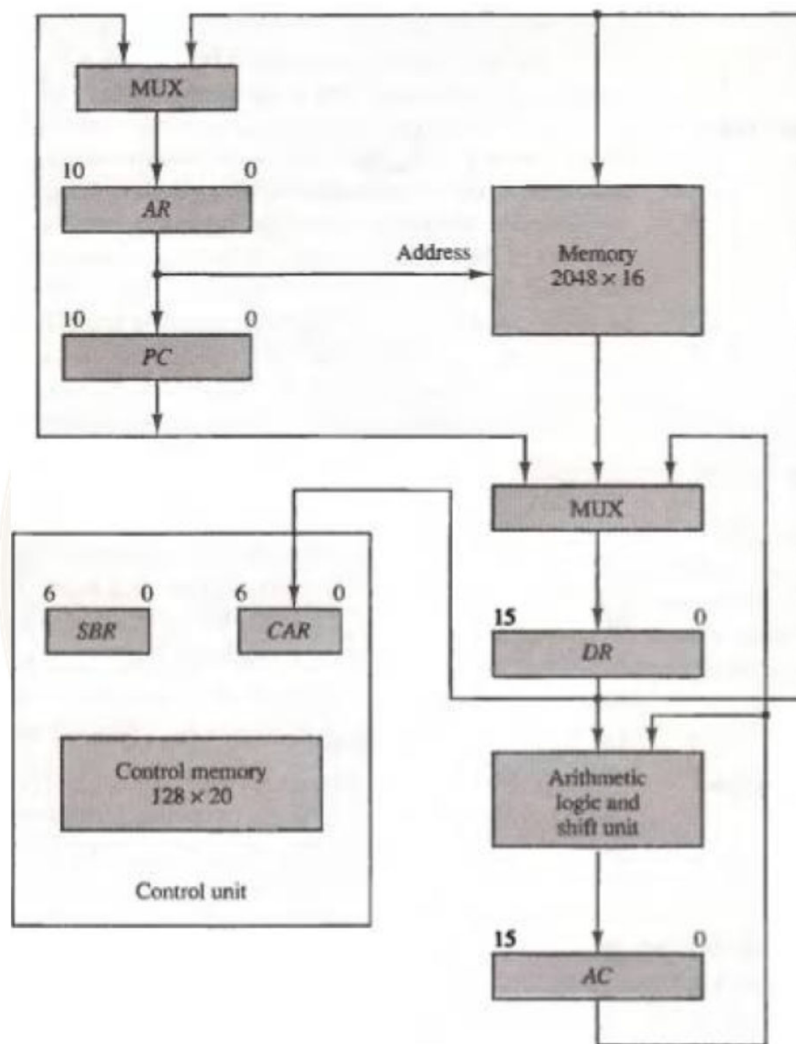 MUX
10 0
AR
Address
Memory
2048 × 16
10 0
PC
MUX
6 0
6 0
SBR
CAR
15 0
DR
Control memory
128 × 20
Arithmetic
logic and
shift unit
Control unit
15 0
AC